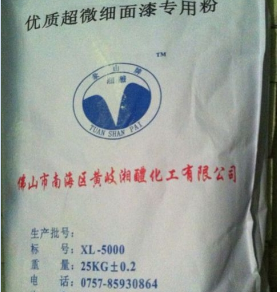 优质超微细面漆专用粉
TM
YUAN SHAN PAI
佛山市南海区黄岐湘醴化工有限公司
生产批号:
标 号: XL-5000
重 量: 25KG±0.2
电 话: 0757-85930864